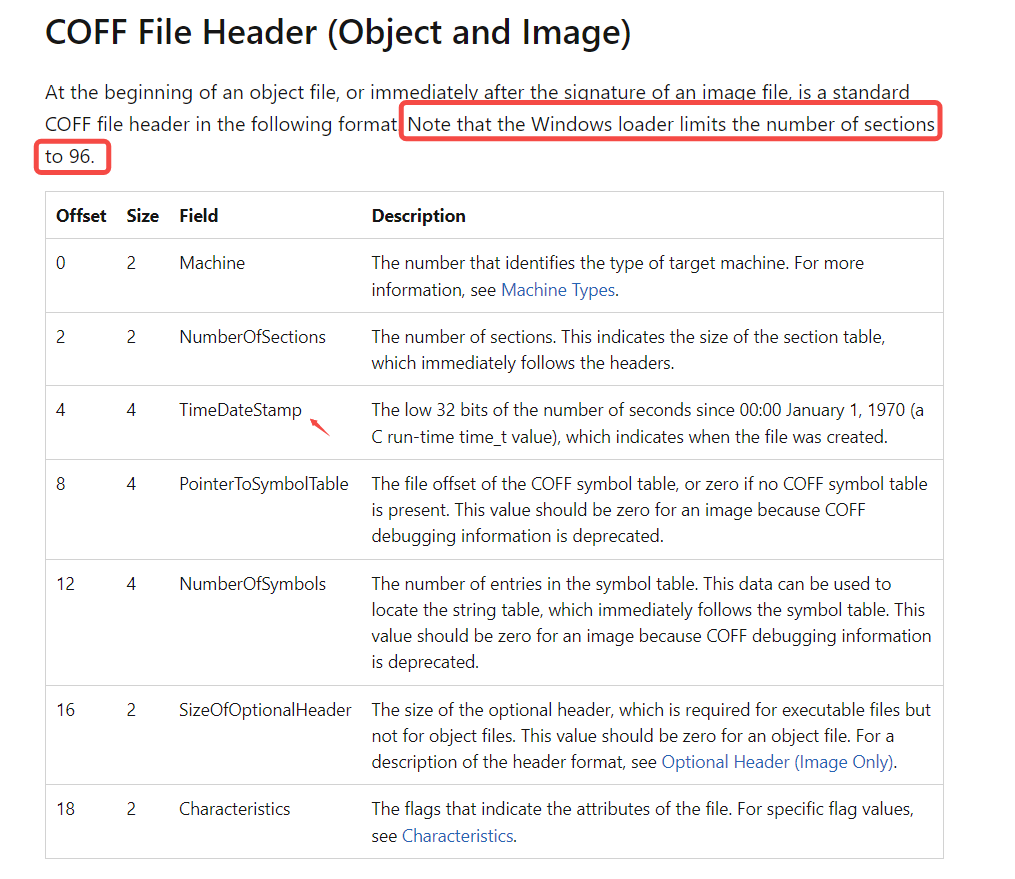 COFF File Header (Object and Image)
At the beginning of an object file, or immediately after the signature of an image file, is a standard
COFF file header in the following format. Note that the Windows loader limits the number of sections
to 96.
Offset Size Field Description
0 2 Machine The number that identifies the type of target machine. For more
information, see Machine Types.
2 2 NumberOfSections The number of sections. This indicates the size of the section table,
which immediately follows the headers.
4 4 TimeDateStamp The low 32 bits of the number of seconds since 00:00 January 1, 1970 (a
C run-time time_t value), which indicates when the file was created.
8 4 PointerToSymbolTable The file offset of the COFF symbol table, or zero if no COFF symbol table
is present. This value should be zero for an image because COFF
debugging information is deprecated.
12 4 NumberOfSymbols The number of entries in the symbol table. This data can be used to
locate the string table, which immediately follows the symbol table. This
value should be zero for an image because COFF debugging information
is deprecated.
16 2 SizeOfOptionalHeader The size of the optional header, which is required for executable files but
not for object files. This value should be zero for an object file. For a
description of the header format, see Optional Header (Image Only).
18 2 Characteristics The flags that indicate the attributes of the file. For specific flag values,
see Characteristics.